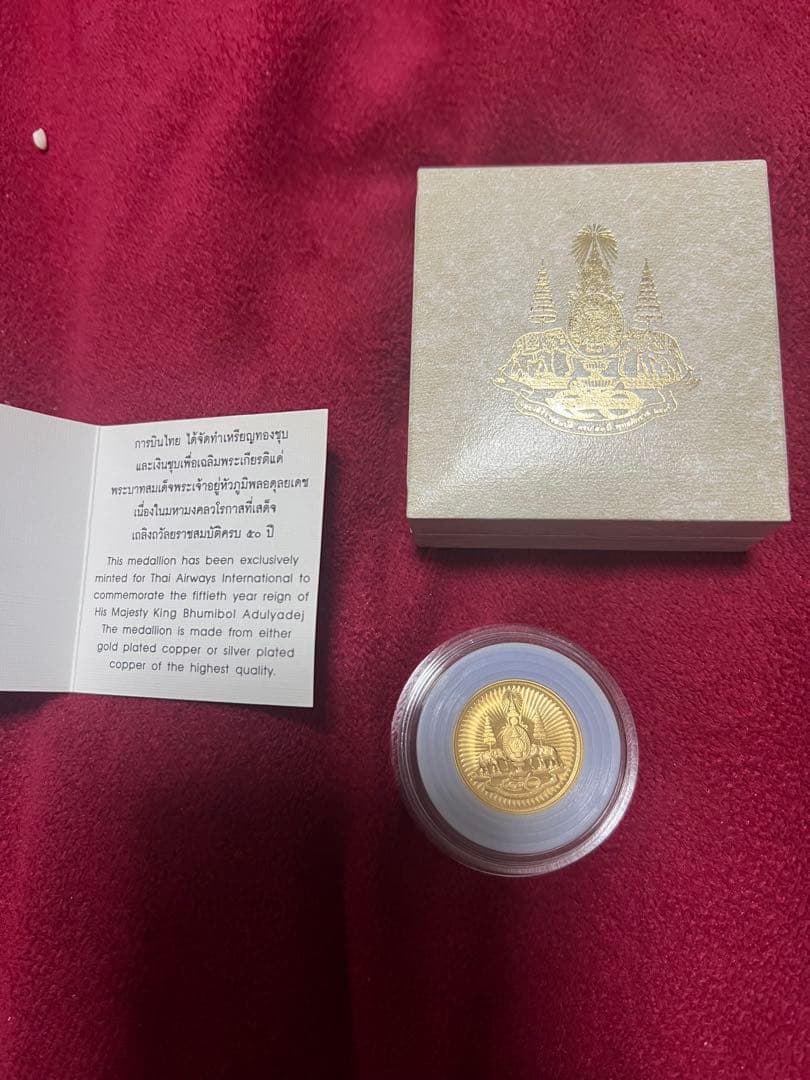 การบินไทย ได้จัดทำเหรียญทองชุบ
และเงินชุบเพื่อเฉลิมพระเกียรติแด่
พระบาทสมเด็จพระเจ้าอยู่หัวภูมิพลอดุลยเดช
เนื่องในมหามงคลวโรกาสที่เสด็จ
เถลิงถวัลยราชสมบัติครบ ๕๐ ปี
This medallion has been exclusively
minted for Thai Airways International to
commemorate the fiftieth year reign of
His Majesty King Bhumibol Adulyadej
The medallion is made from either
gold plated copper or silver plated
copper of the highest quality.